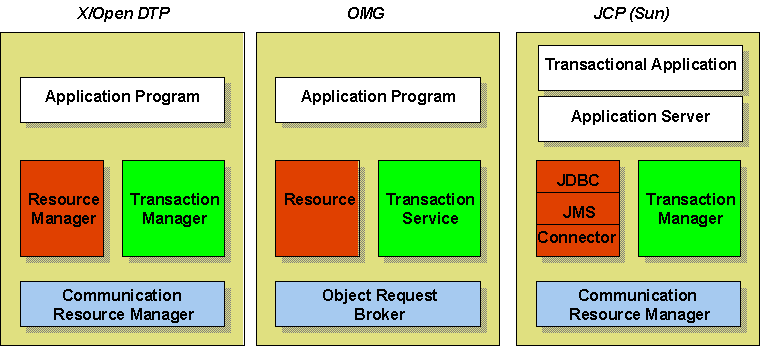 X/Open DTP
OMG
JCP (Sun)
Application Program
Resource
Manager
Transaction
Manager
Communication
Resource Manager
Application Program
Resource
Transaction
Service
Object Request
Broker
Transactional Application
Application Server
JDBC
JMS
Connector
Transaction
Manager
Communication
Resource Manager